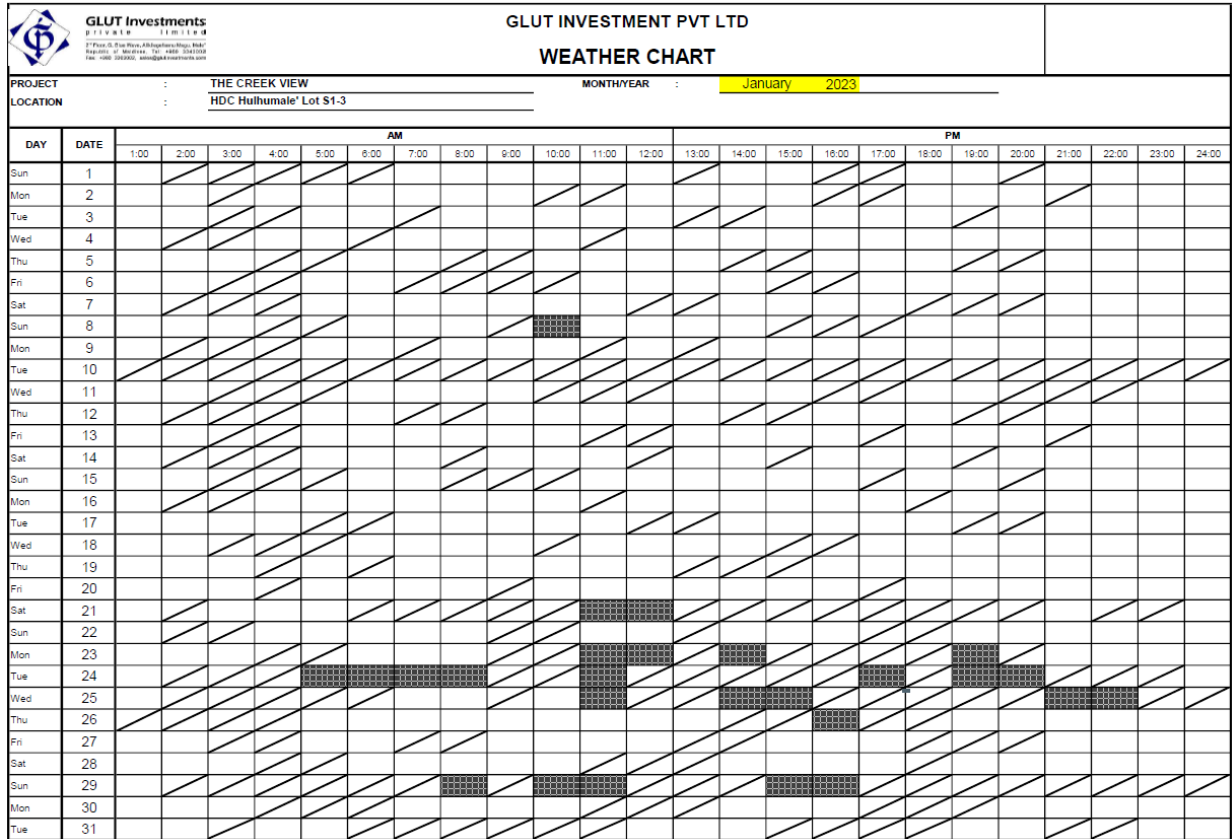 GLUT Investments
private limited
GLUT INVESTMENT PVT LTD
WEATHER CHART
PROJECT : THE CREEK VIEW MONTH/YEAR : January 2023
LOCATION : HDC Hulhumale' Lot S1-3
DAY DATE AM PM
1:00 2:00 3:00 4:00 5:00 6:00 7:00 8:00 9:00 10:00 11:00 12:00 13:00 14:00 15:00 16:00 17:00 18:00 19:00 20:00 21:00 22:00 23:00 24:00
Sun 1
Mon 2
Tue 3
Wed 4
Thu 5
Fri 6
Sat 7
Sun 8
Mon 9
Tue 10
Wed 11
Thu 12
Fri 13
Sat 14
Sun 15
Mon 16
Tue 17
Wed 18
Thu 19
Fri 20
Sat 21
Sun 22
Mon 23
Tue 24
Wed 25
Thu 26
Fri 27
Sat 28
Sun 29
Mon 30
Tue 31